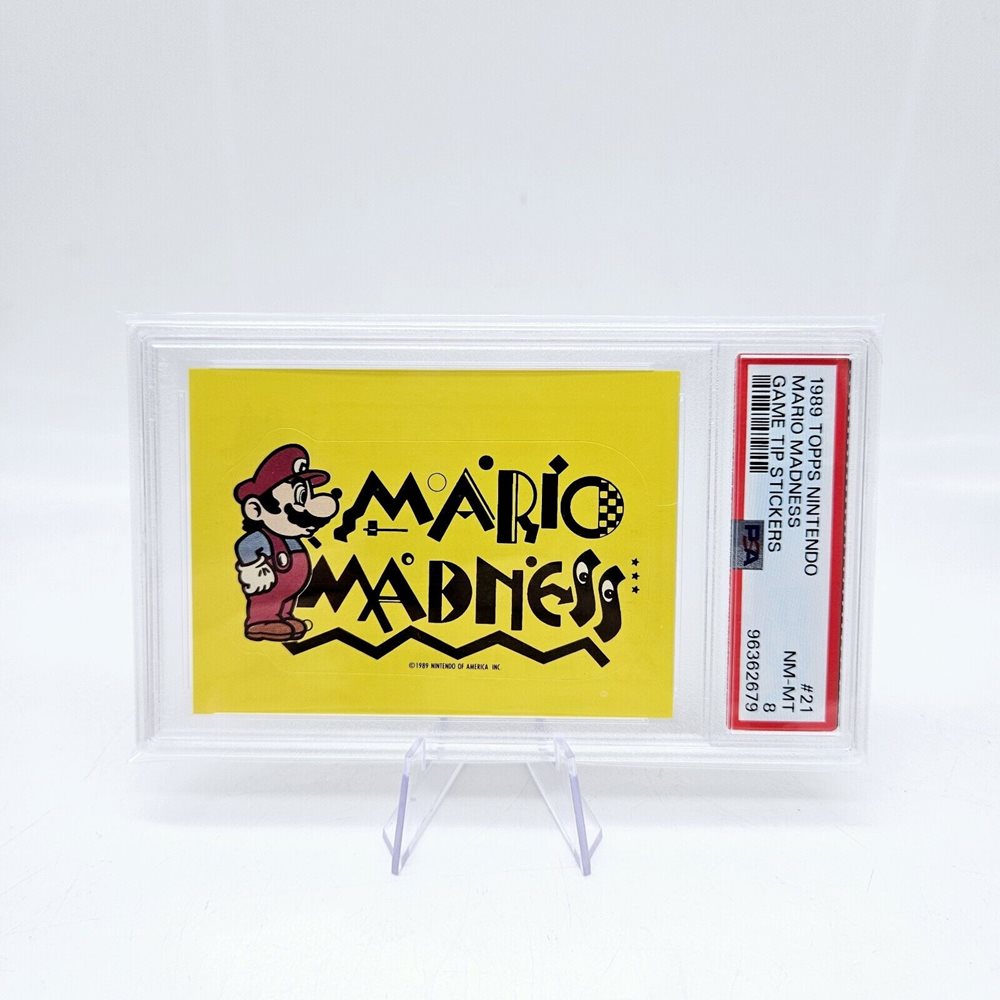 MARIO
MADNESS
©1989 NINTENDO OF AMERICA INC.
1989 TOPPS NINTENDO #21
MARIO MADNESS NM-MT
GAME TIP STICKERS 8
PSA 96362679